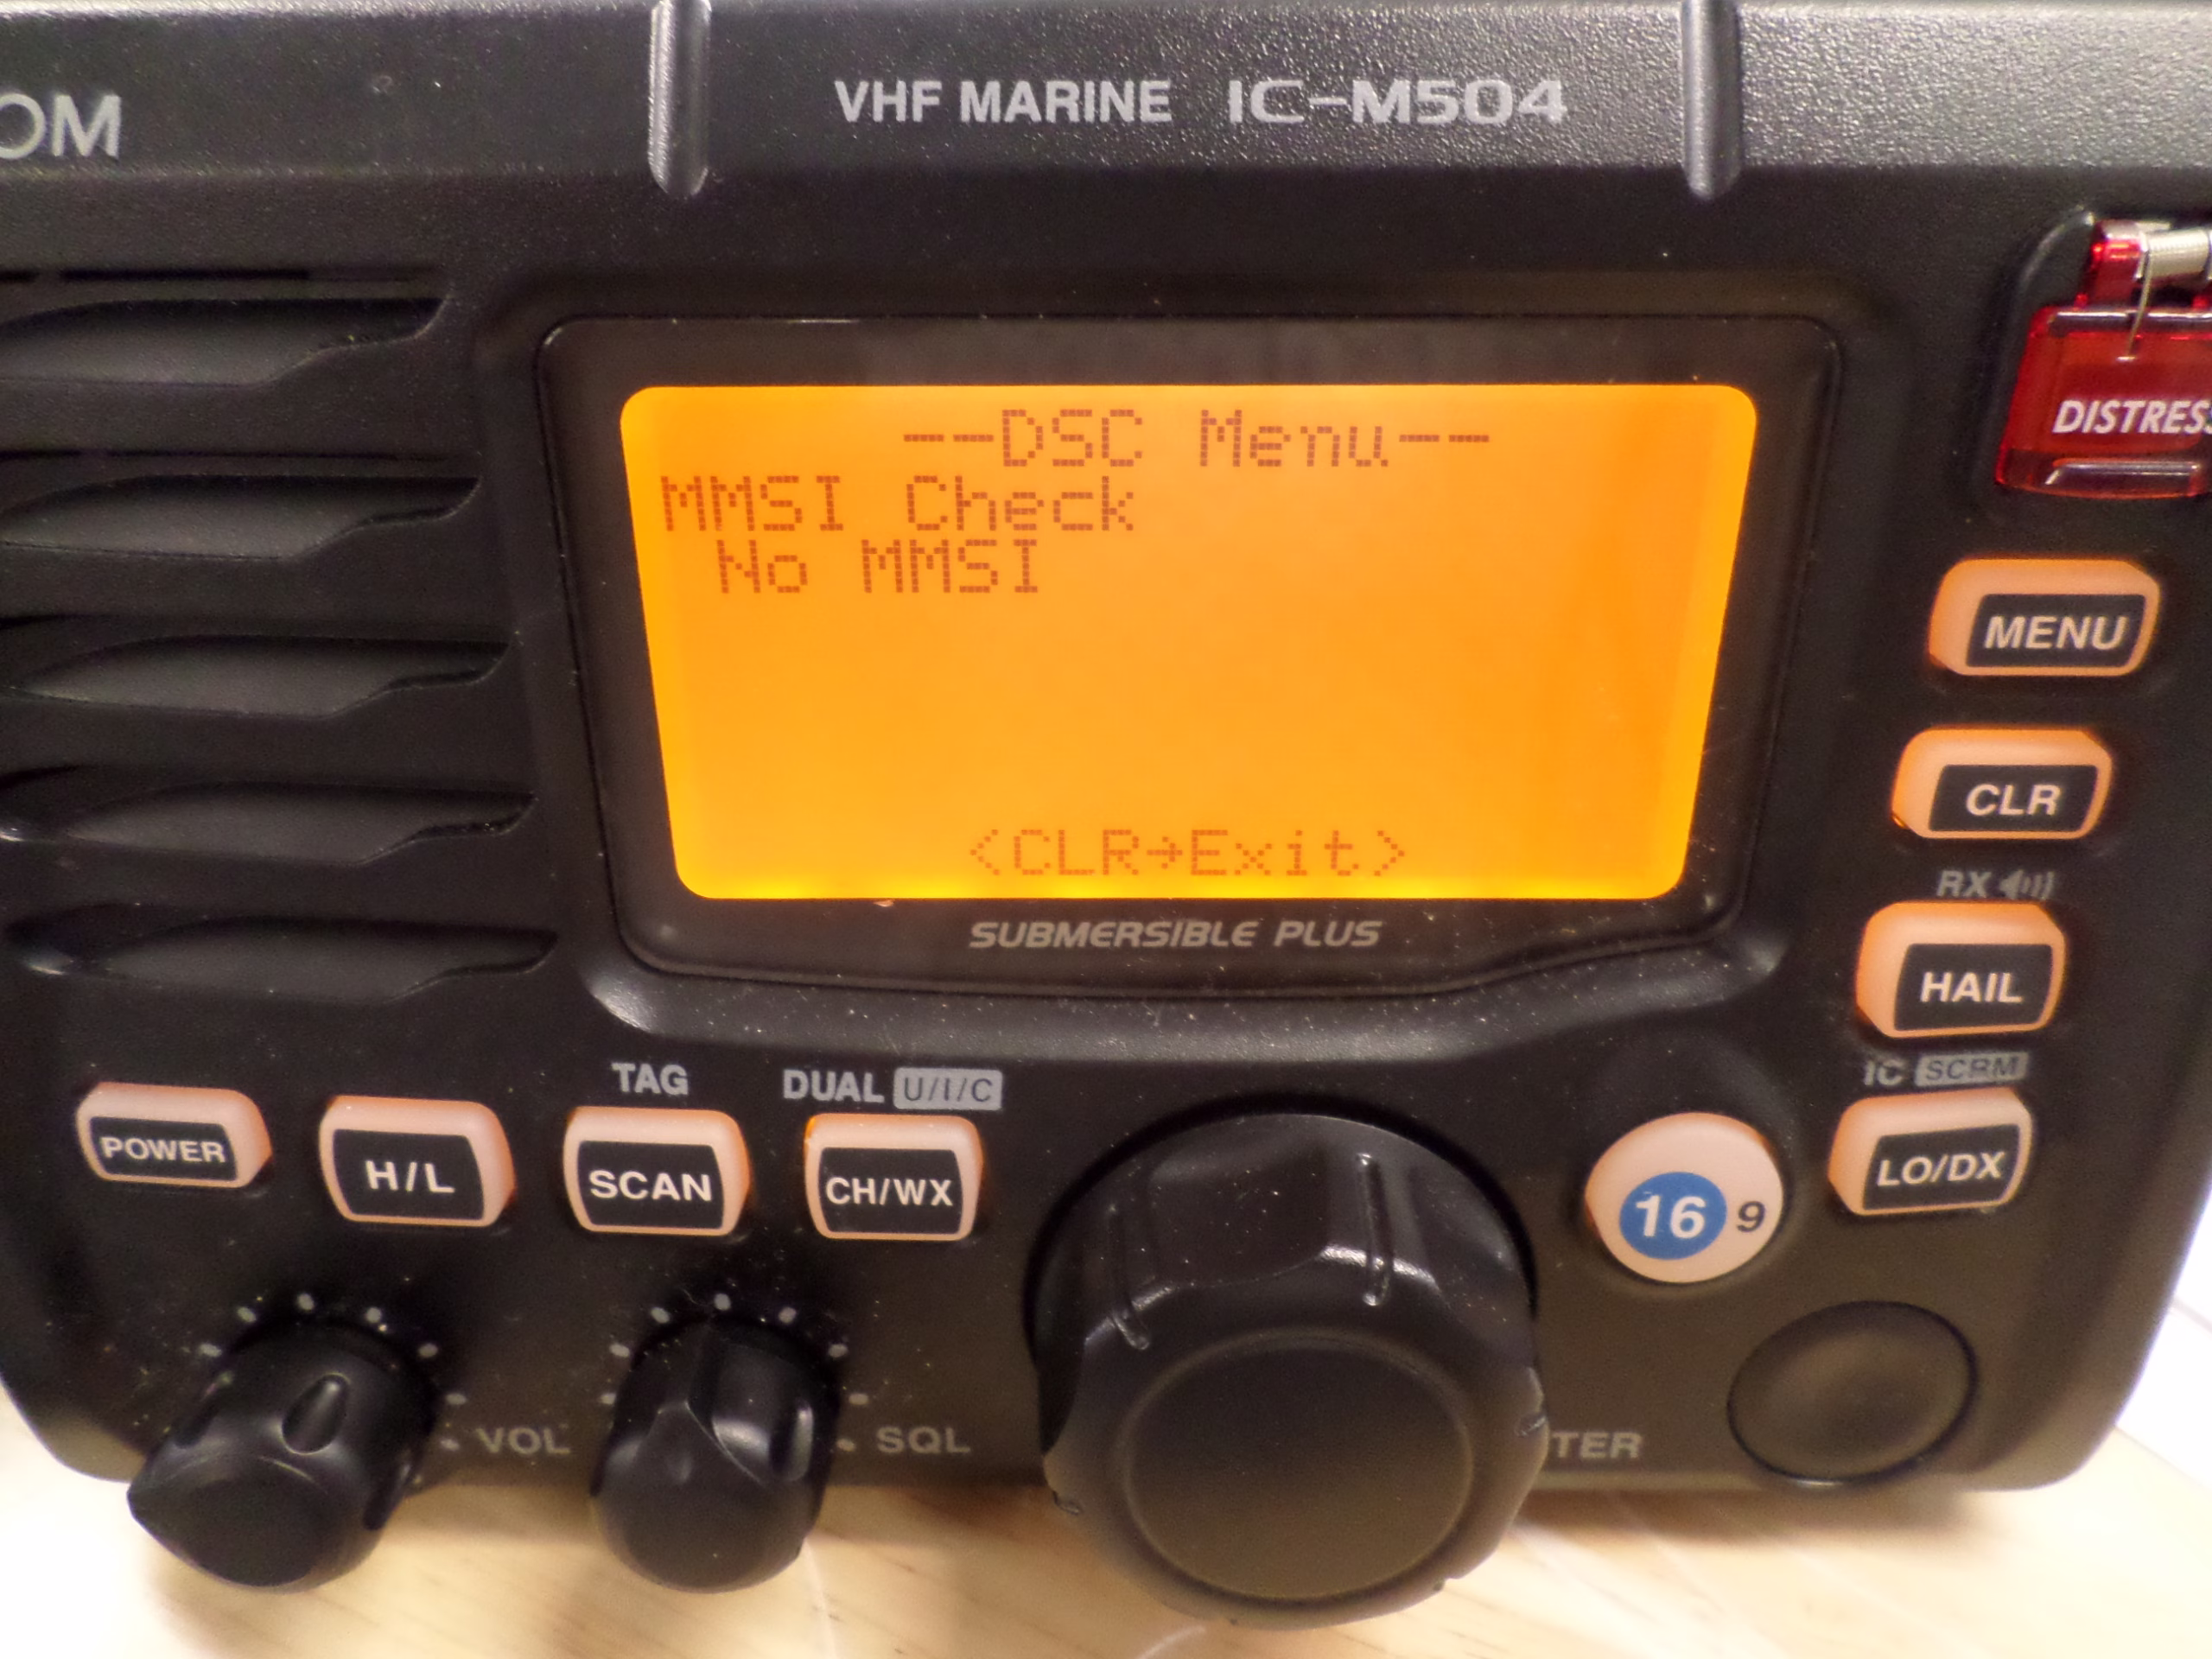 OM
VHF MARINE IC-M504
DISTRES
--DSC Menu--
MMSI Check
No MMSI
<CLR→Exit>
SUBMERSIBLE PLUS
MENU
CLR
RX
HAIL
IC SCRM
LO/DX
TAG
DUAL U/I/C
POWER
H/L
SCAN
CH/WX
16 9
VOL
SQL
TER